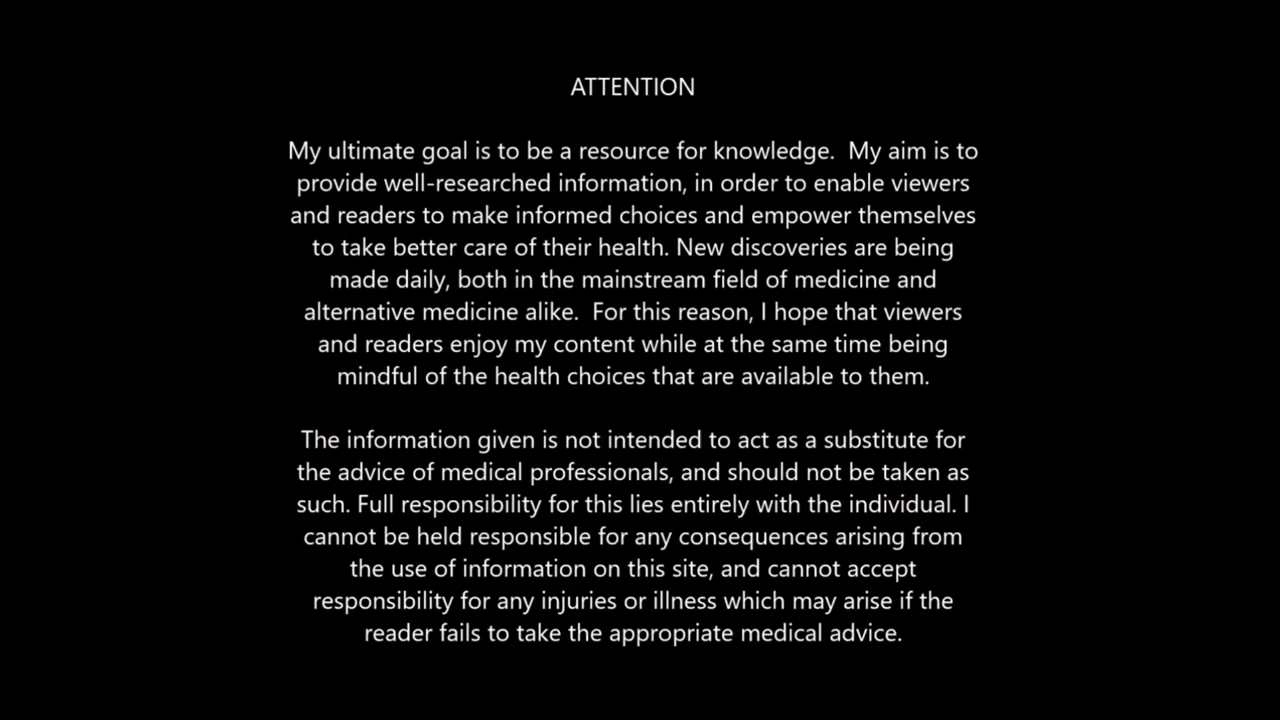 ATTENTION
My ultimate goal is to be a resource for knowledge.  My aim is to
provide well-researched information, in order to enable viewers
and readers to make informed choices and empower themselves
to take better care of their health. New discoveries are being
made daily, both in the mainstream field of medicine and
alternative medicine alike.  For this reason, I hope that viewers
and readers enjoy my content while at the same time being
mindful of the health choices that are available to them.
The information given is not intended to act as a substitute for
the advice of medical professionals, and should not be taken as
such. Full responsibility for this lies entirely with the individual. I
cannot be held responsible for any consequences arising from
the use of information on this site, and cannot accept
responsibility for any injuries or illness which may arise if the
reader fails to take the appropriate medical advice.